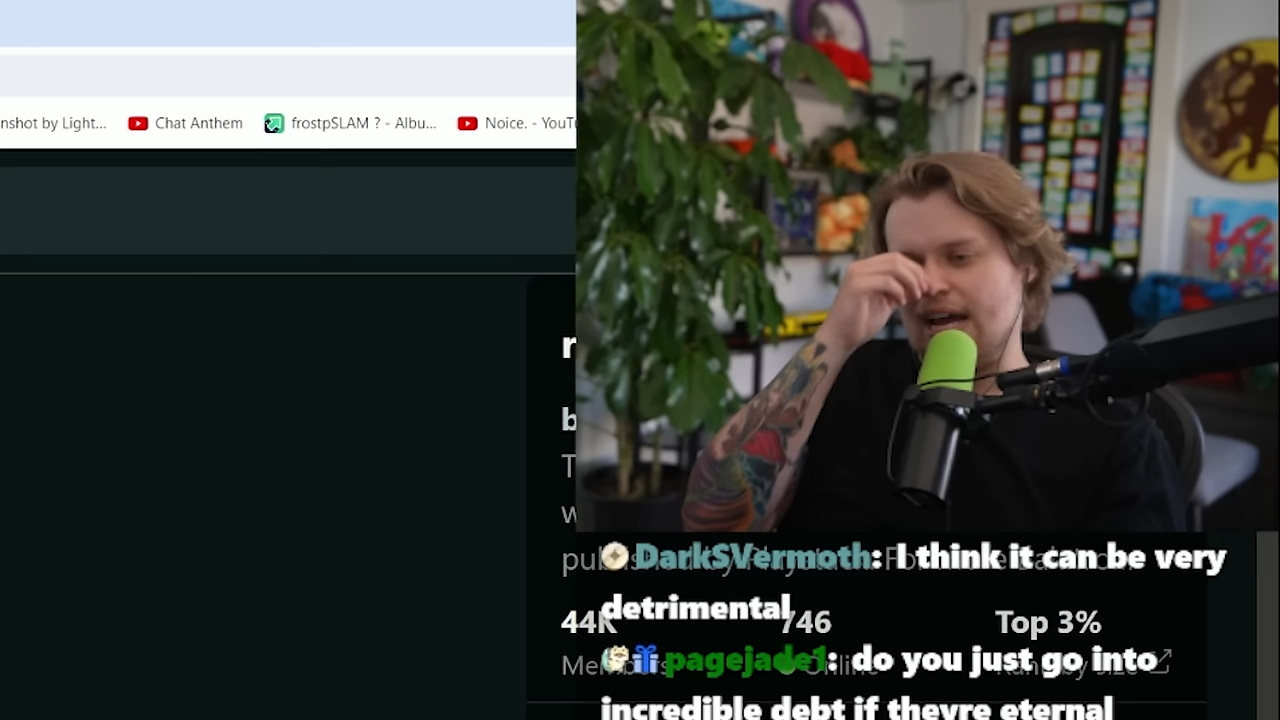 nshot by Light...
Chat Anthem
frostpSLAM ? - Albu...
Noice. - YouTu
r
b
T
w
DarkSVermoth: I think it can be very
detrimental
44K
746
Top 3%
pagejade1: do you just go into
incredible debt if theyre eternal